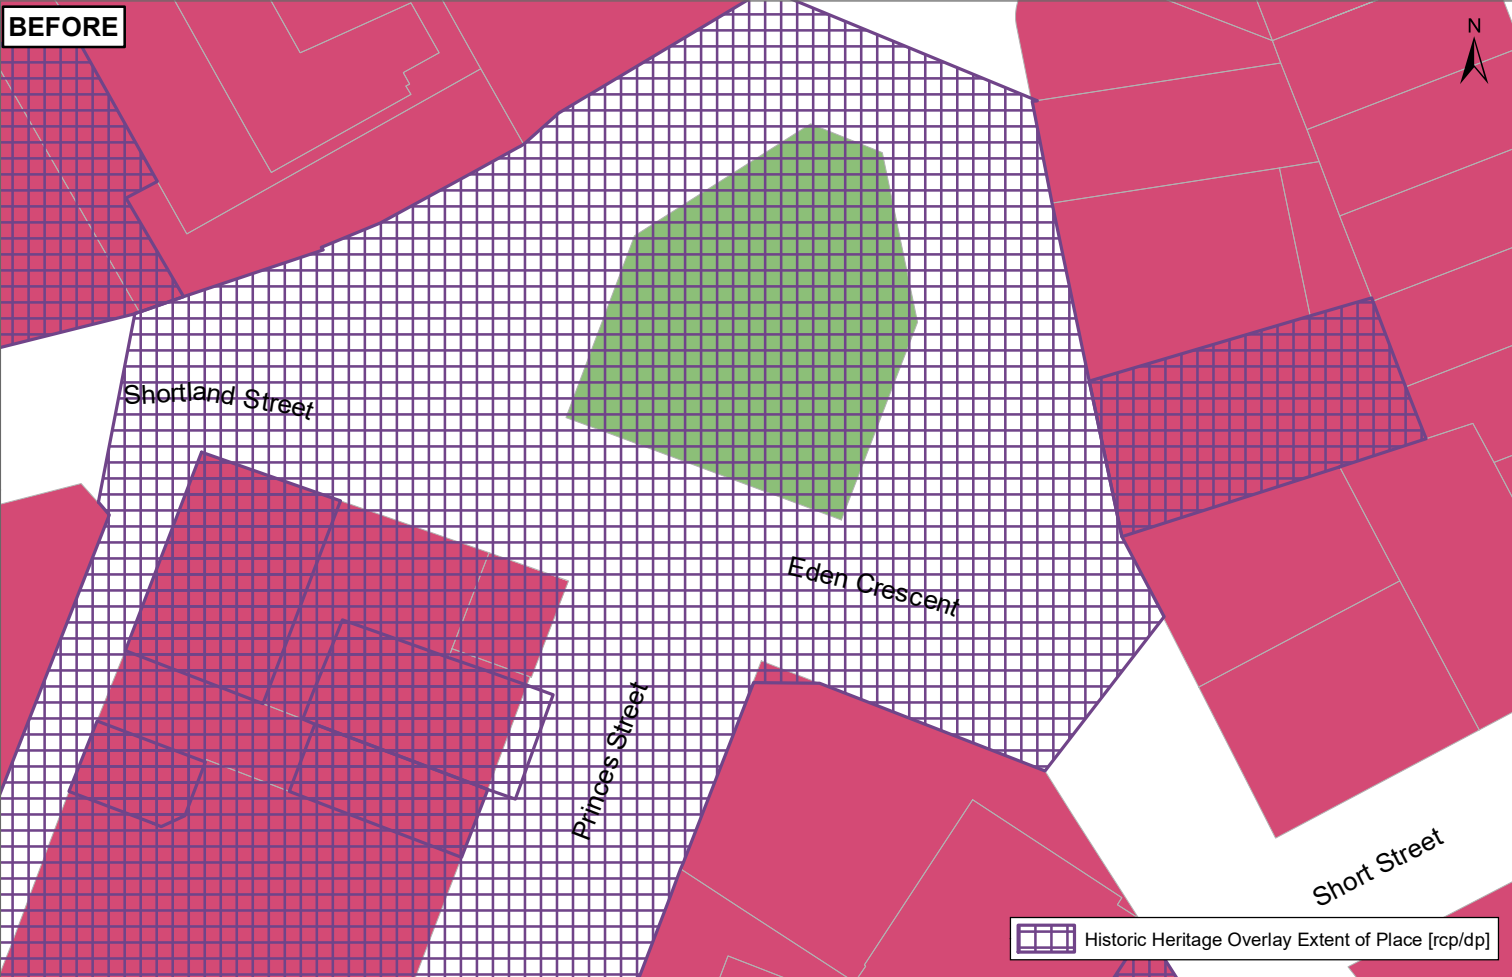 BEFORE
N
Shortland Street
Eden Crescent
Princes Street
Short Street
Historic Heritage Overlay Extent of Place [rcp/dp]